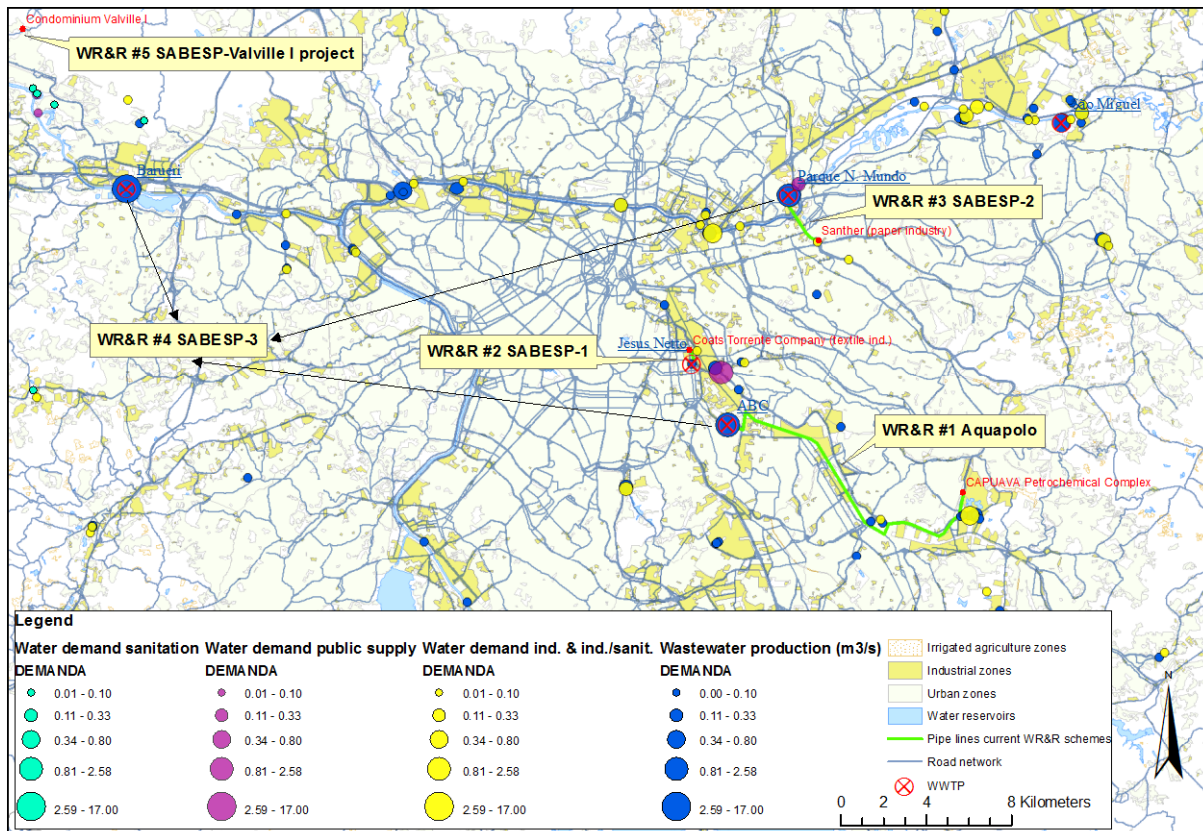 Condominium Valville I
WR&R #5 SABESP-Valville I project
São Miguel
Barueri
Parque N. Mundo
WR&R #3 SABESP-2
Santher (paper industry)
WR&R #4 SABESP-3
Jesus Netto
Coats Torrente Company (textile ind.)
WR&R #2 SABESP-1
ABC
WR&R #1 Aquapolo
CAPUAVA Petrochemical Complex
Legend
Water demand sanitation Water demand public supply Water demand ind. & ind./sanit. Wastewater production (m3/s)
DEMANDA DEMANDA DEMANDA DEMANDA
0.01 - 0.10 0.01 - 0.10 0.01 - 0.10 0.00 - 0.10
0.11 - 0.33 0.11 - 0.33 0.11 - 0.33 0.11 - 0.33
0.34 - 0.80 0.34 - 0.80 0.34 - 0.80 0.34 - 0.80
0.81 - 2.58 0.81 - 2.58 0.81 - 2.58 0.81 - 2.58
2.59 - 17.00 2.59 - 17.00 2.59 - 17.00 2.59 - 17.00
Irrigated agriculture zones
Industrial zones
Urban zones
Water reservoirs
Pipe lines current WR&R schemes
Road network
WWTP
N
0 2 4 8 Kilometers